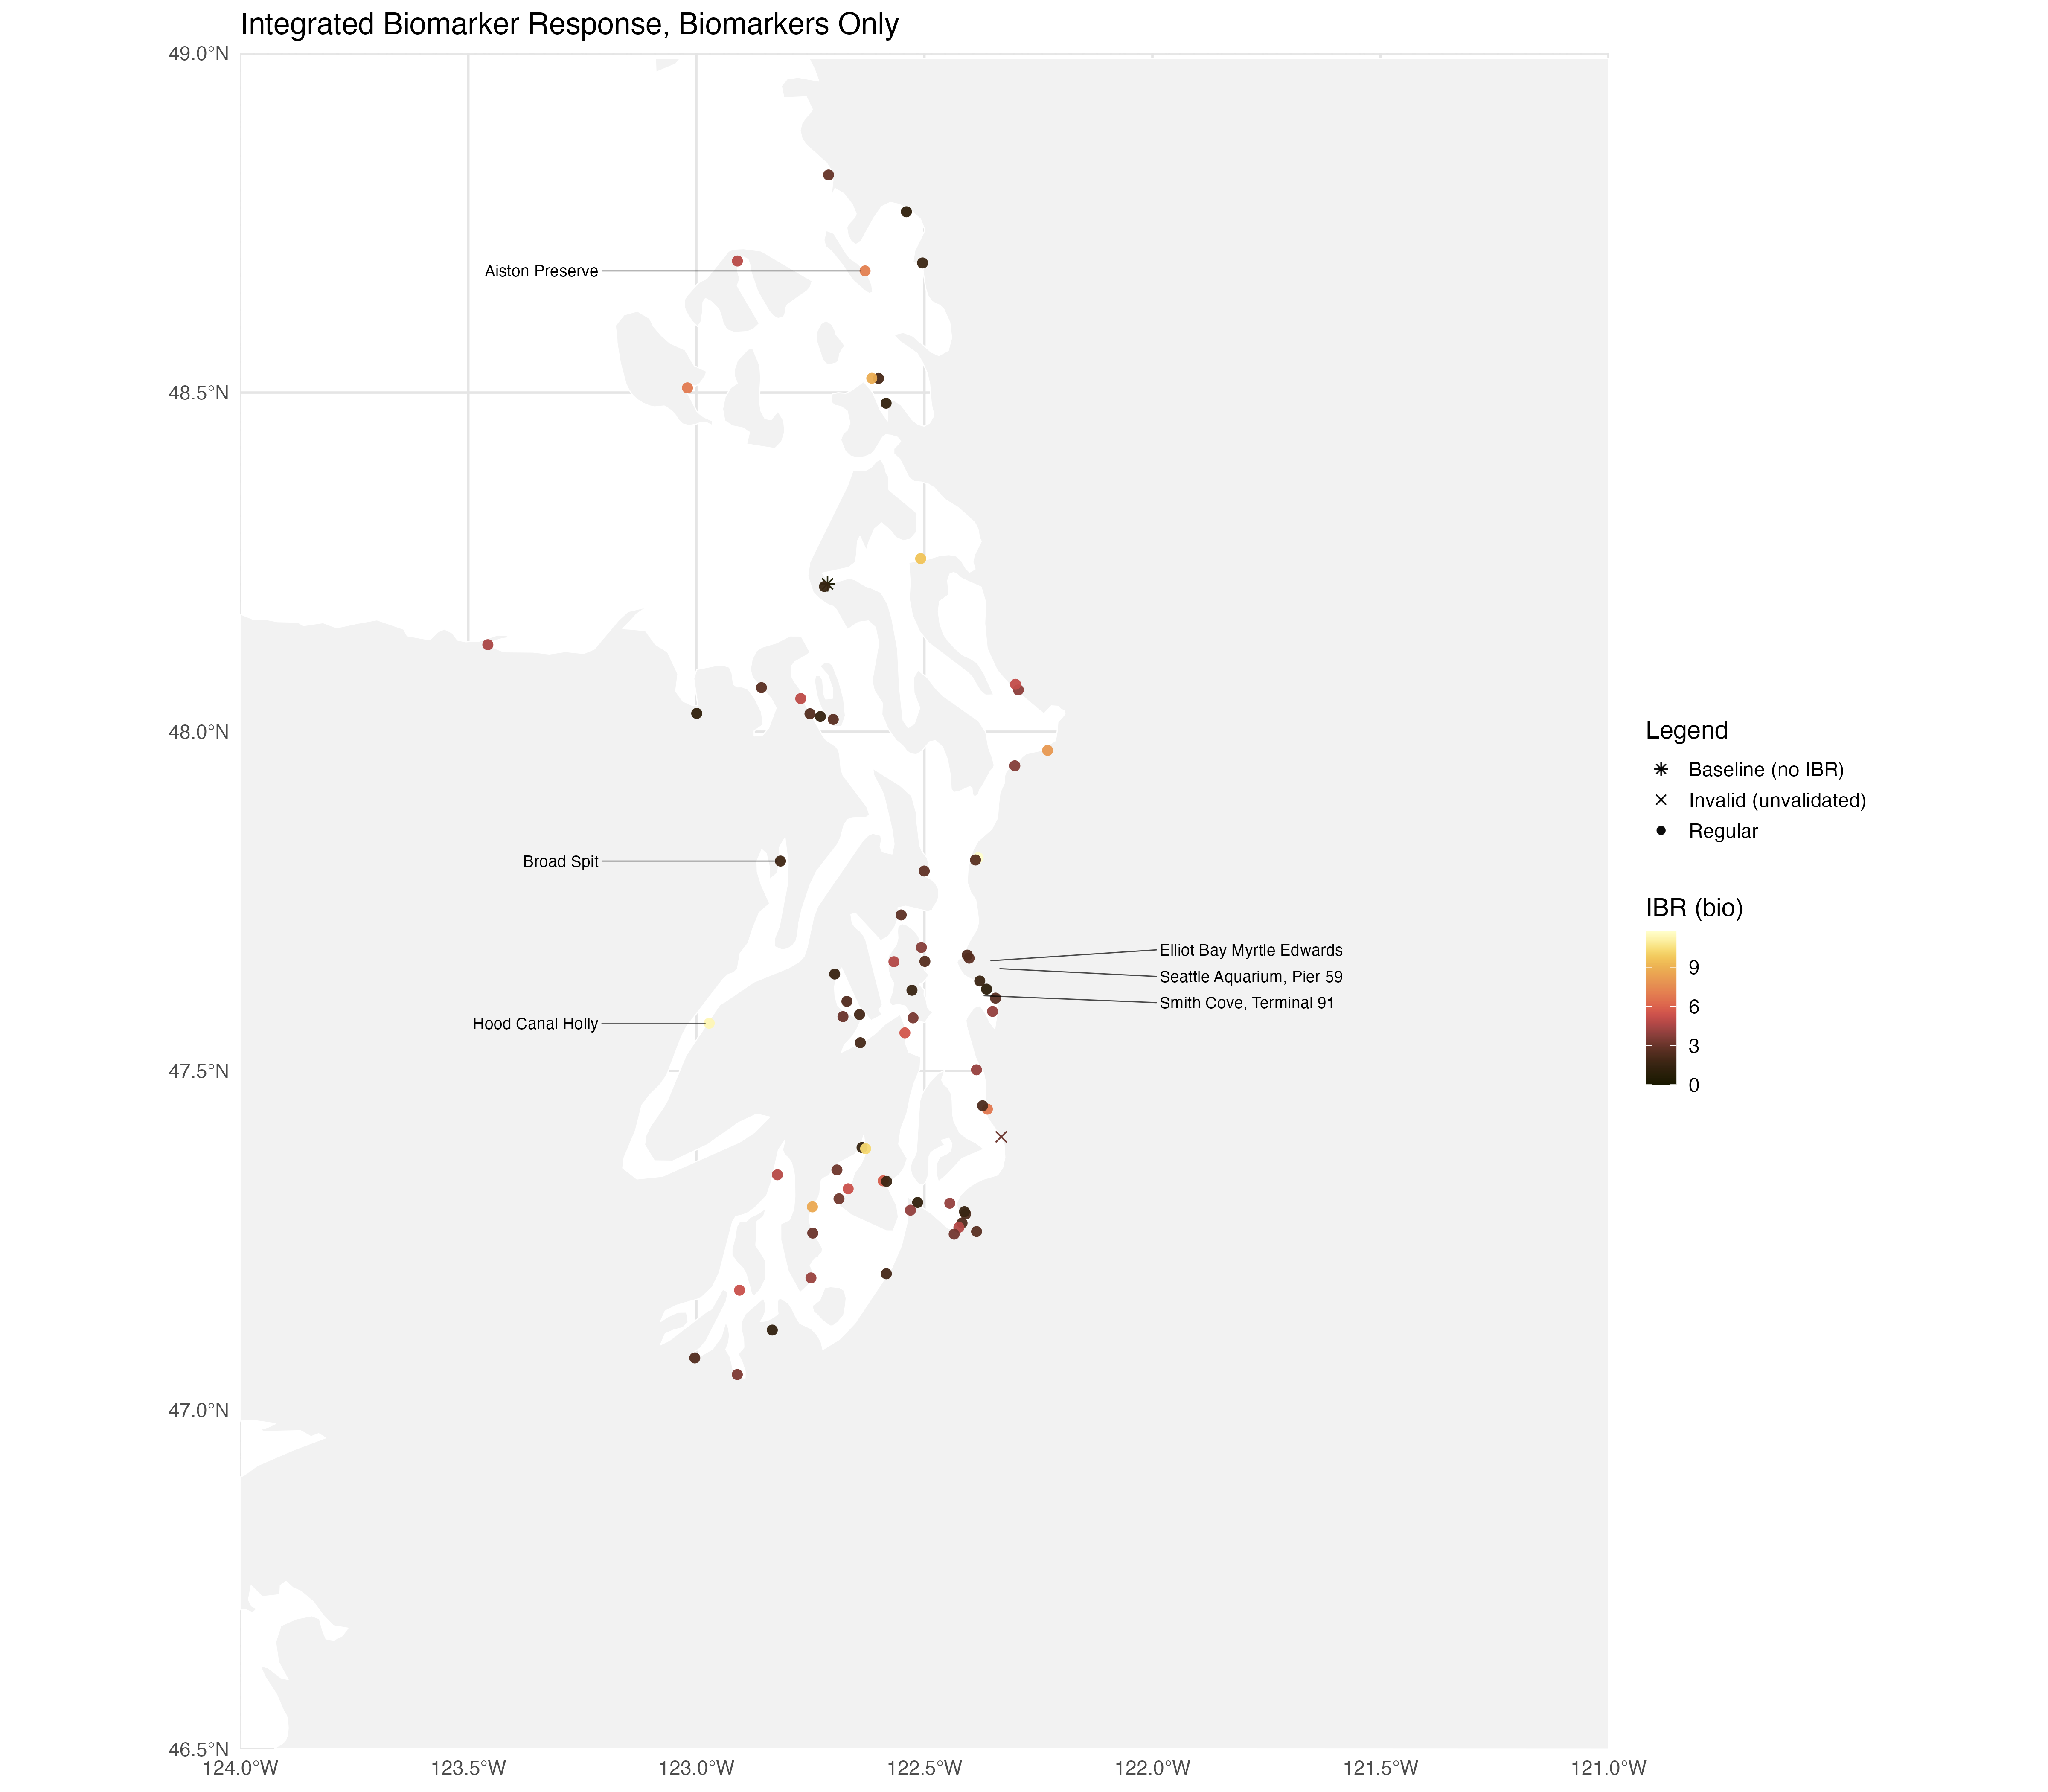 Integrated Biomarker Response, Biomarkers Only
49.0°N
48.5°N
48.0°N
47.5°N
47.0°N
46.5°N
124.0°W
123.5°W
123.0°W
122.5°W
122.0°W
121.5°W
121.0°W
Aiston Preserve
Broad Spit
Hood Canal Holly
Elliot Bay Myrtle Edwards
Seattle Aquarium, Pier 59
Smith Cove, Terminal 91
Legend
Baseline (no IBR)
Invalid (unvalidated)
Regular
IBR (bio)
9
6
3
0